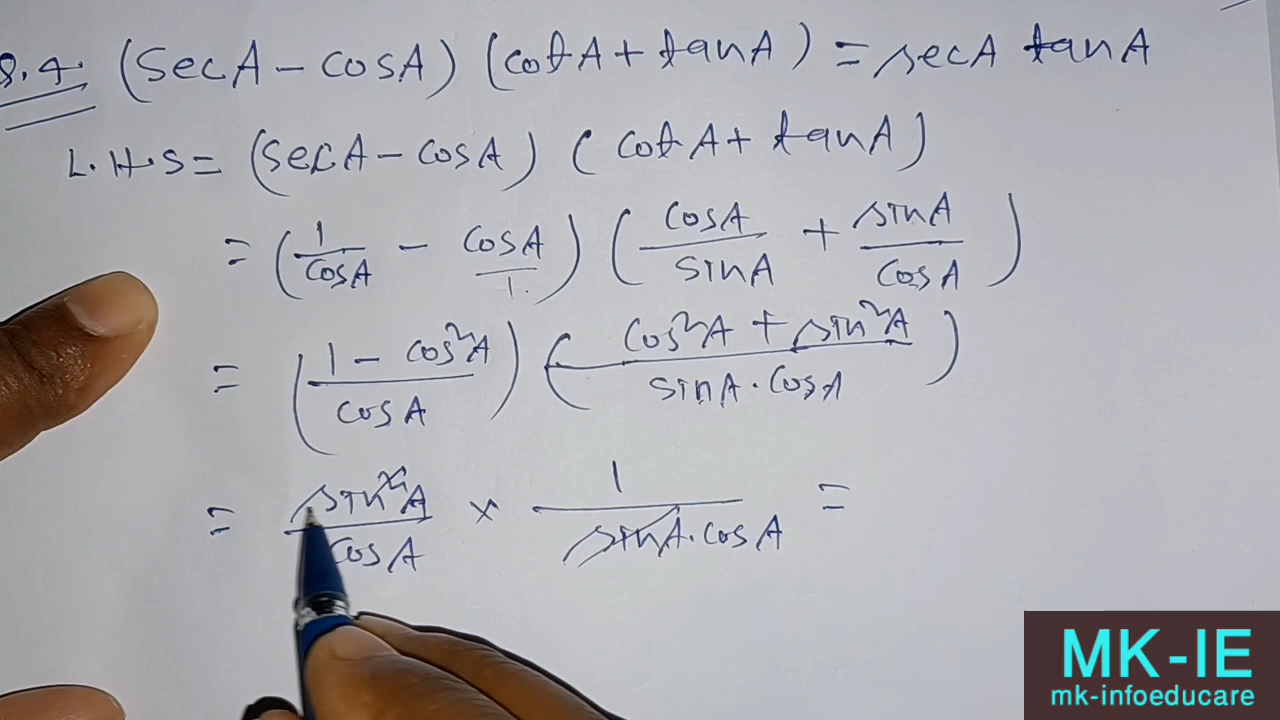 Q.4. (SecA - cosA) (cotA + tanA) = secA tanA
L.H.S = (secA - cosA) (cotA + tanA)
= (1/cosA - cosA/1) (cosA/sinA + sinA/cosA)
= (1 - cos²A/cosA) (cos²A + sin²A/sinA.cosA)
= sin²A/cosA × 1/sinA.cosA =
MK-IE
mk-infoeducare